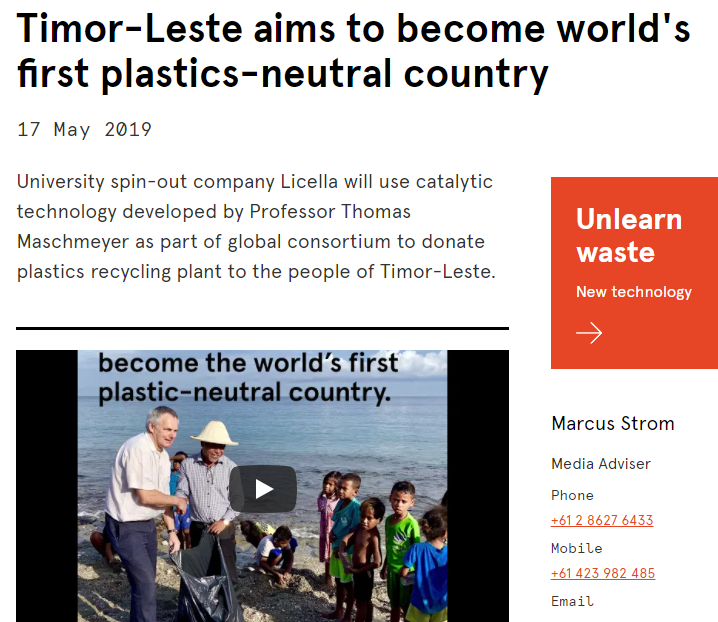 Timor-Leste aims to become world's
first plastics-neutral country
17 May 2019
University spin-out company Licella will use catalytic
technology developed by Professor Thomas
Maschmeyer as part of global consortium to donate
plastics recycling plant to the people of Timor-Leste.
become the world's first
plastic-neutral country.
Unlearn
waste
New technology
Marcus Strom
Media Adviser
Phone
+61 2 8627 6433
Mobile
+61 423 982 485
Email